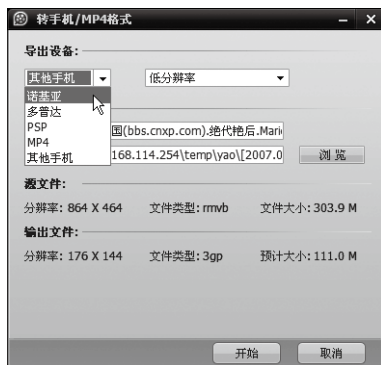 转手机/MP4格式
导出设备:
其他手机 低分辨率
诺基亚
多普达
PSP
MP4
其他手机
国(bbs.cnxp.com).绝代艳后.Mari
168.114.254\temp\yao\[2007.0 浏览
源文件:
分辨率: 864 X 464 文件类型: rmvb 文件大小: 303.9 M
输出文件:
分辨率: 176 X 144 文件类型: 3gp 预计大小: 111.0 M
开始 取消